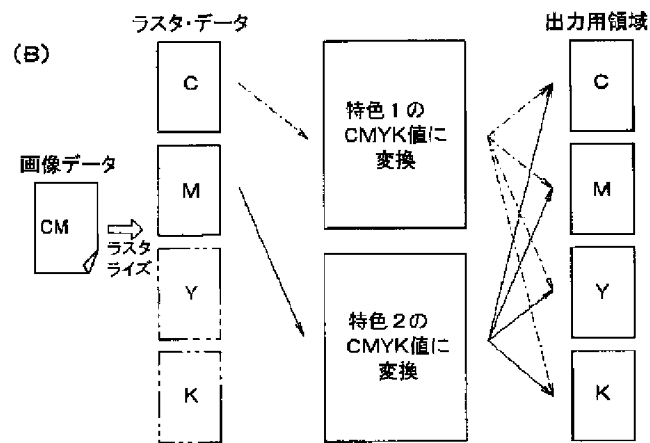 (B)
ラスタ・データ
出力用領域
画像データ
CM
ラスタ
ライズ
C
M
Y
K
特色1の
CMYK値に
変換
特色2の
CMYK値に
変換
C
M
Y
K